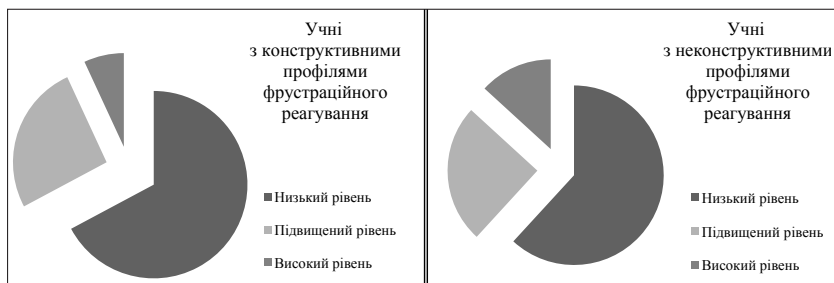 Учні
з конструктивними
профілями
фрустраційного
реагування
Низький рівень
Підвищений рівень
Високий рівень
Учні
з неконструктивними
профілями
фрустраційного
реагування
Низький рівень
Підвищений рівень
Високий рівень